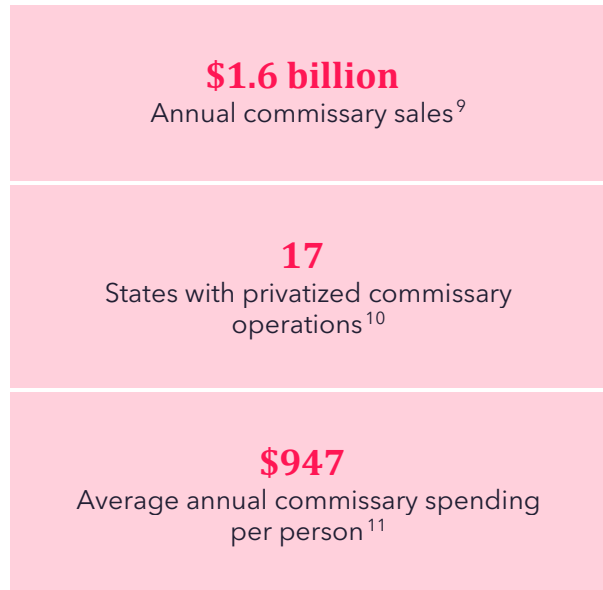 $1.6 billion
Annual commissary sales⁹
17
States with privatized commissary
operations¹⁰
$947
Average annual commissary spending
per person¹¹